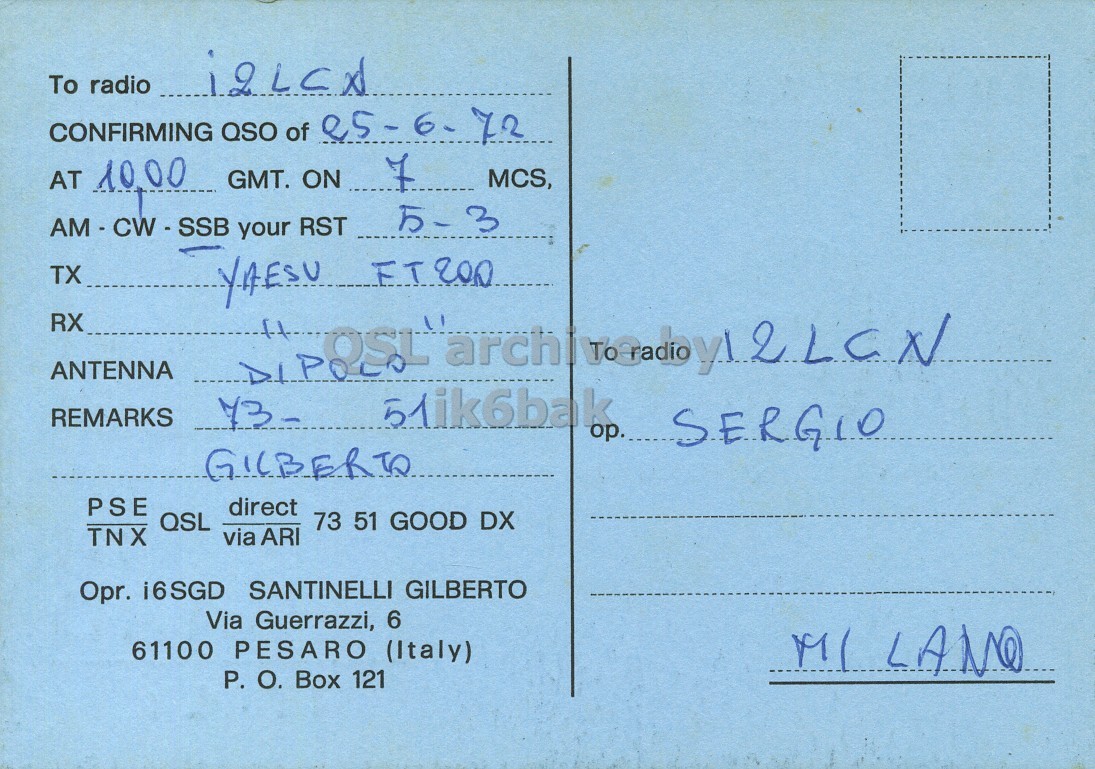 To radio i2LCN
CONFIRMING QSO of 25-6-72
AT 10,00 GMT. ON 7 MCS,
AM - CW - SSB your RST 5-3
TX YAESU FT200
RX " "
ANTENNA DIPOLO
REMARKS 73- 51
GILBERTO
PSE
TNX QSL direct
via ARI 73 51 GOOD DX
Opr. i6SGD SANTINELLI GILBERTO
Via Guerrazzi, 6
61100 PESARO (Italy)
P. O. Box 121
To radio I2LCN
op. SERGIO
MILANO
QSL archive by
ik6bak